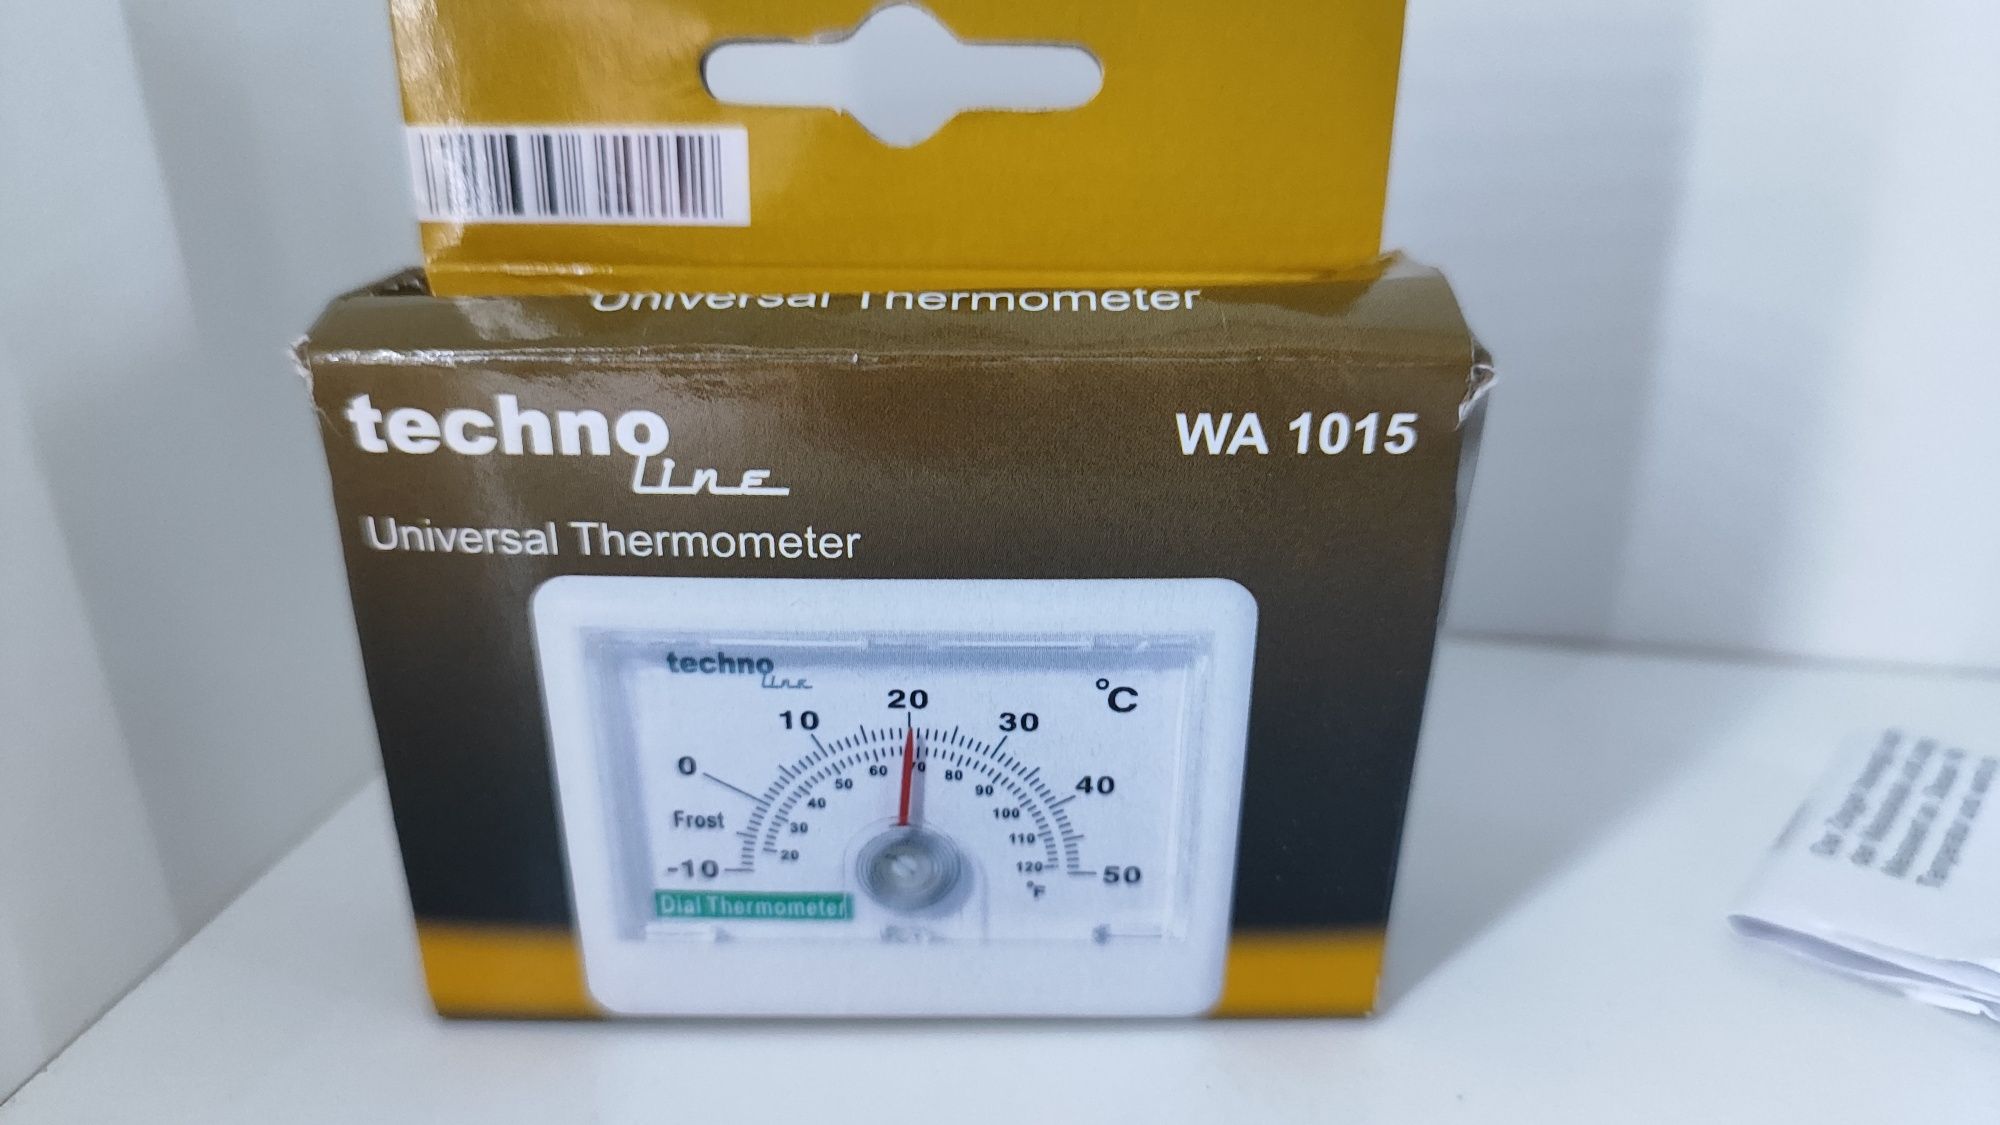 Universal Thermometer
techno
line
WA 1015
Universal Thermometer
techno
line
°C
20
10
30
0
40
60
70
80
50
90
40
100
Frost
30
110
20
120
-10
50
°F
Dial Thermometer